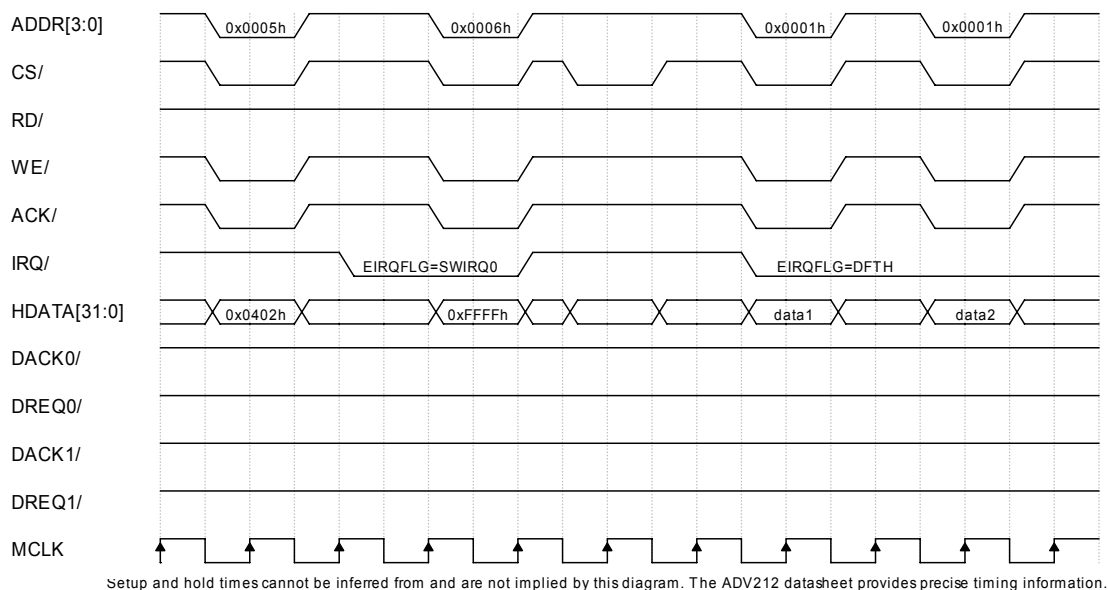 ADDR[3:0] 0x0005h 0x0006h 0x0001h 0x0001h
CS/
RD/
WE/
ACK/
IRQ/ EIRQFLG=SWIRQ0 EIRQFLG=DFTH
HDATA[31:0] 0x0402h 0xFFFFh data1 data2
DACK0/
DREQ0/
DACK1/
DREQ1/
MCLK
Setup and hold times cannot be inferred from and are not implied by this diagram. The ADV212 datasheet provides precise timing information.